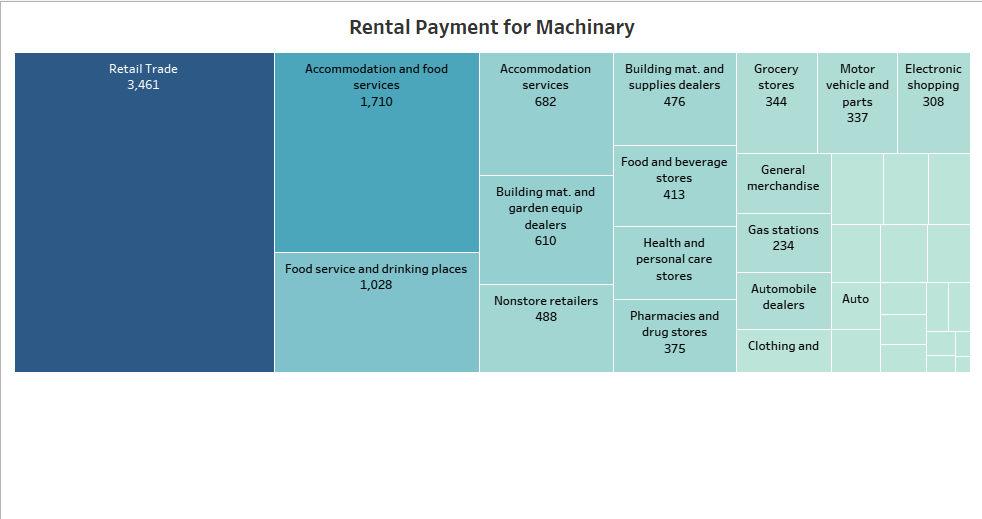 Rental Payment for Machinary
Retail Trade
3,461
Accommodation and food
services
1,710
Food service and drinking places
1,028
Accommodation
services
682
Building mat. and
garden equip
dealers
610
Nonstore retailers
488
Building mat. and
supplies dealers
476
Food and beverage
stores
413
Health and
personal care
stores
Pharmacies and
drug stores
375
Grocery
stores
344
Motor
vehicle and
parts
337
Electronic
shopping
308
General
merchandise
Gas stations
234
Automobile
dealers
Clothing and
Auto